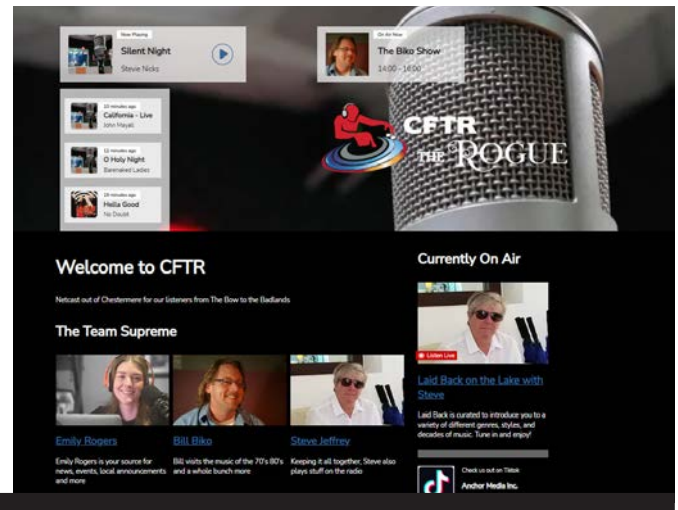 Now Playing
Silent Night
Stevie Nicks
On Air Now
The Biko Show
14:00 - 16:00
10 minutes ago
California - Live
John Mayall
12 minutes ago
O Holy Night
Barenaked Ladies
19 minutes ago
Hella Good
No Doubt
CFTR
THE ROGUE
Welcome to CFTR
Netcast out of Chestermere for our listeners from The Bow to the Badlands
The Team Supreme
Emily Rogers
Emily Rogers is your source for
news, events, local announcements
and more
Bill Biko
Bill visits the music of the 70's 80's
and a whole bunch more
Steve Jeffrey
Keeping it all together, Steve also
plays stuff on the radio
Currently On Air
Listen Live
Laid Back on the Lake with
Steve
Laid Back is curated to introduce you to a
variety of different genres, styles, and
decades of music. Tune in and enjoy!
Check us out on Tiktok
Anchor Media Inc.